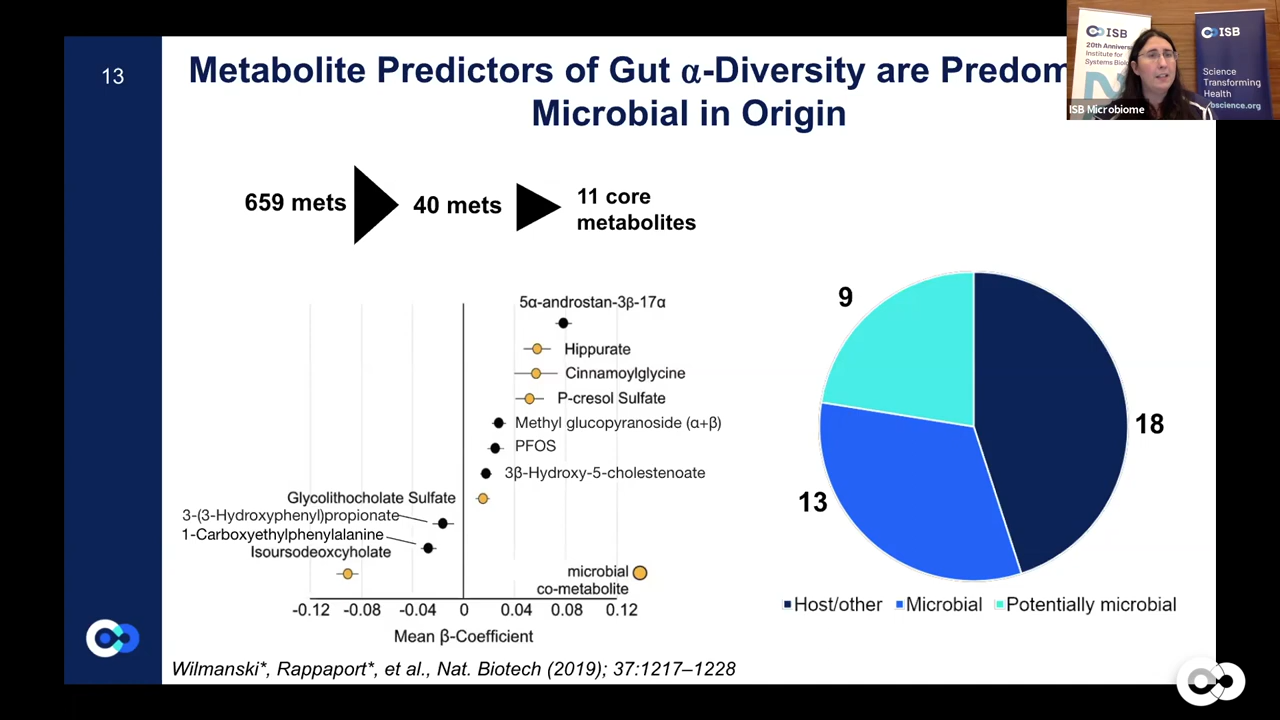 13
Metabolite Predictors of Gut α-Diversity are Predom
Microbial in Origin
ISB
20th Annivers
Institute for
Systems Biolo
ISB
Science
Transforming
Health
bscience.org
ISB Microbiome
659 mets
40 mets
11 core
metabolites
5α-androstan-3β-17α
Hippurate
Cinnamoylglycine
P-cresol Sulfate
Methyl glucopyranoside (α+β)
PFOS
3β-Hydroxy-5-cholestenoate
Glycolithocholate Sulfate
3-(3-Hydroxyphenyl)propionate
1-Carboxyethylphenylalanine
Isoursodeoxycyholate
microbial
co-metabolite
-0.12 -0.08 -0.04 0 0.04 0.08 0.12
Mean β-Coefficient
9
18
13
Host/other Microbial Potentially microbial
Wilmanski*, Rappaport*, et al., Nat. Biotech (2019); 37:1217–1228